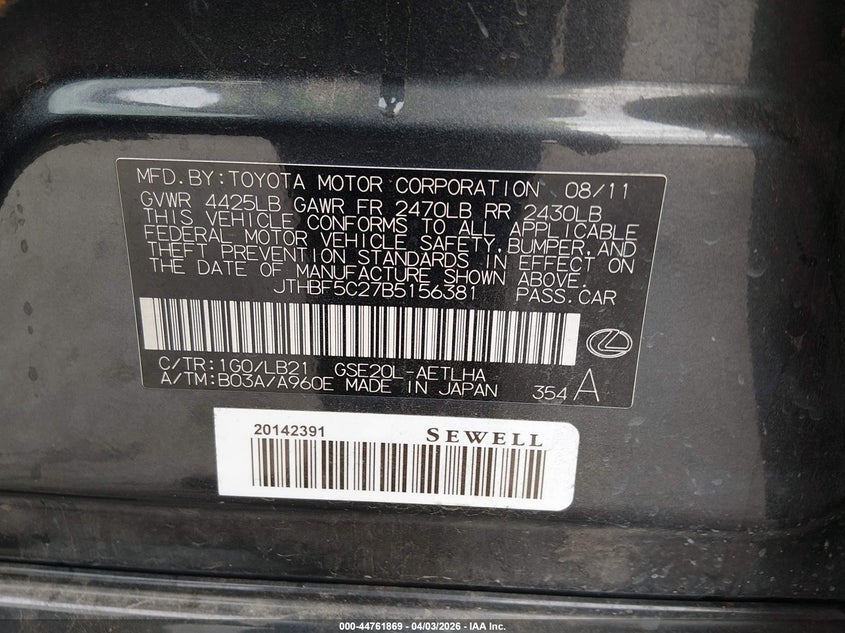 MFD.BY:TOYOTA MOTOR CORPORATION 08/11
GVWR 4425LB GAWR FR 2470LB RR 2430LB
THIS VEHICLE CONFORMS TO ALL APPLICABLE
FEDERAL MOTOR VEHICLE SAFETY,BUMPER,AND
THEFT PREVENTION STANDARDS IN EFFECT ON
THE DATE OF MANUFACTURE SHOWN ABOVE.
JTHBF5C27B5156381 PASS.CAR
C/TR:1G0/LB21 GSE20L-AETLHA
A/TM:B03A/A960E MADE IN JAPAN 354 A
20142391 SEWELL
000-44761869 | 04/03/2026 - IAA Inc.